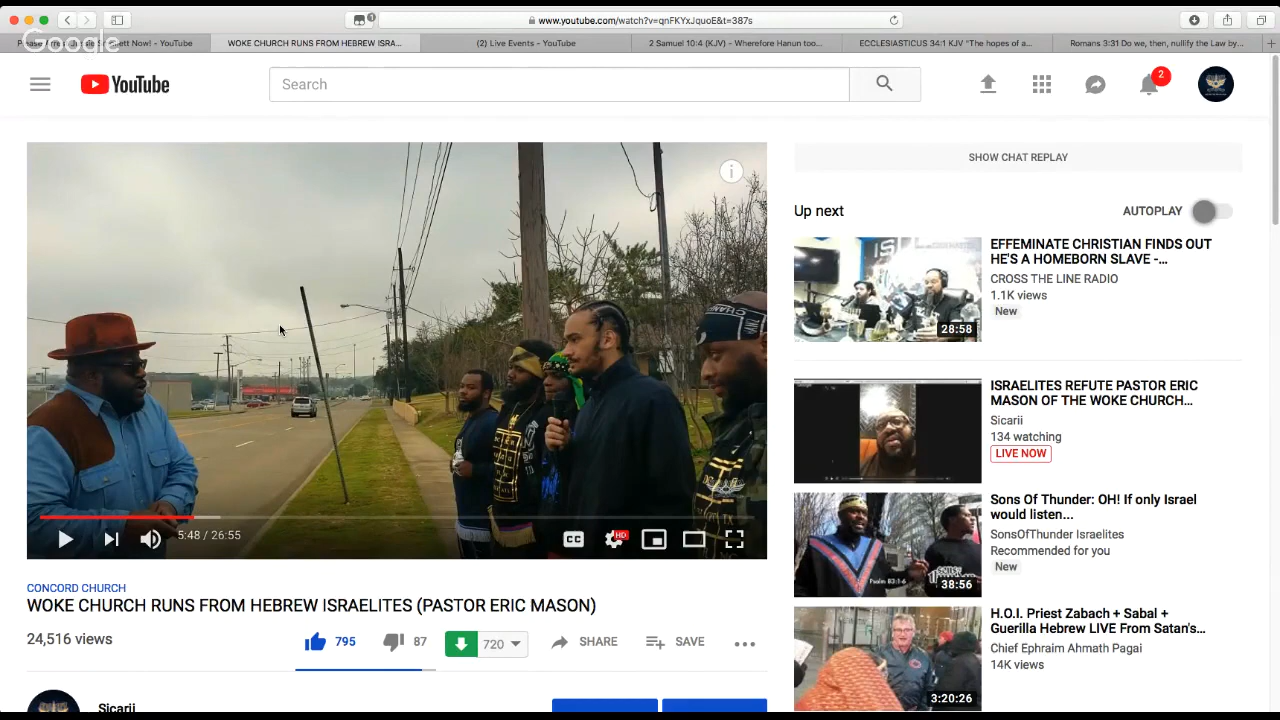 www.youtube.com/watch?v=qnFKYxJquoE&t=387s
Google
WOKE CHURCH RUNS FROM HEBREW ISRA...
(2) Live Events - YouTube
2 Samuel 10:4 (KJV) - Wherefore Hanun too...
ECCLESIASTICUS 34:1 KJV "The hopes of a...
Romans 3:31 Do we, then, nullify the Law by...
YouTube
Search
2
SHOW CHAT REPLAY
Up next
AUTOPLAY
EFFEMINATE CHRISTIAN FINDS OUT
HE'S A HOMEBORN SLAVE -...
CROSS THE LINE RADIO
1.1K views
New
28:58
ISRAELITES REFUTE PASTOR ERIC
MASON OF THE WOKE CHURCH...
Sicarii
134 watching
LIVE NOW
Sons Of Thunder: OH! If only Israel
would listen...
SonsOfThunder Israelites
Recommended for you
New
Psalm 83:1-6
38:56
H.O.I. Priest Zabach + Sabal +
Guerilla Hebrew LIVE From Satan's...
Chief Ephraim Ahmath Pagai
14K views
3:20:26
5:48 / 26:55
CC
HD
CONCORD CHURCH
WOKE CHURCH RUNS FROM HEBREW ISRAELITES (PASTOR ERIC MASON)
24,516 views
795
87
720
SHARE
SAVE
Sicarii